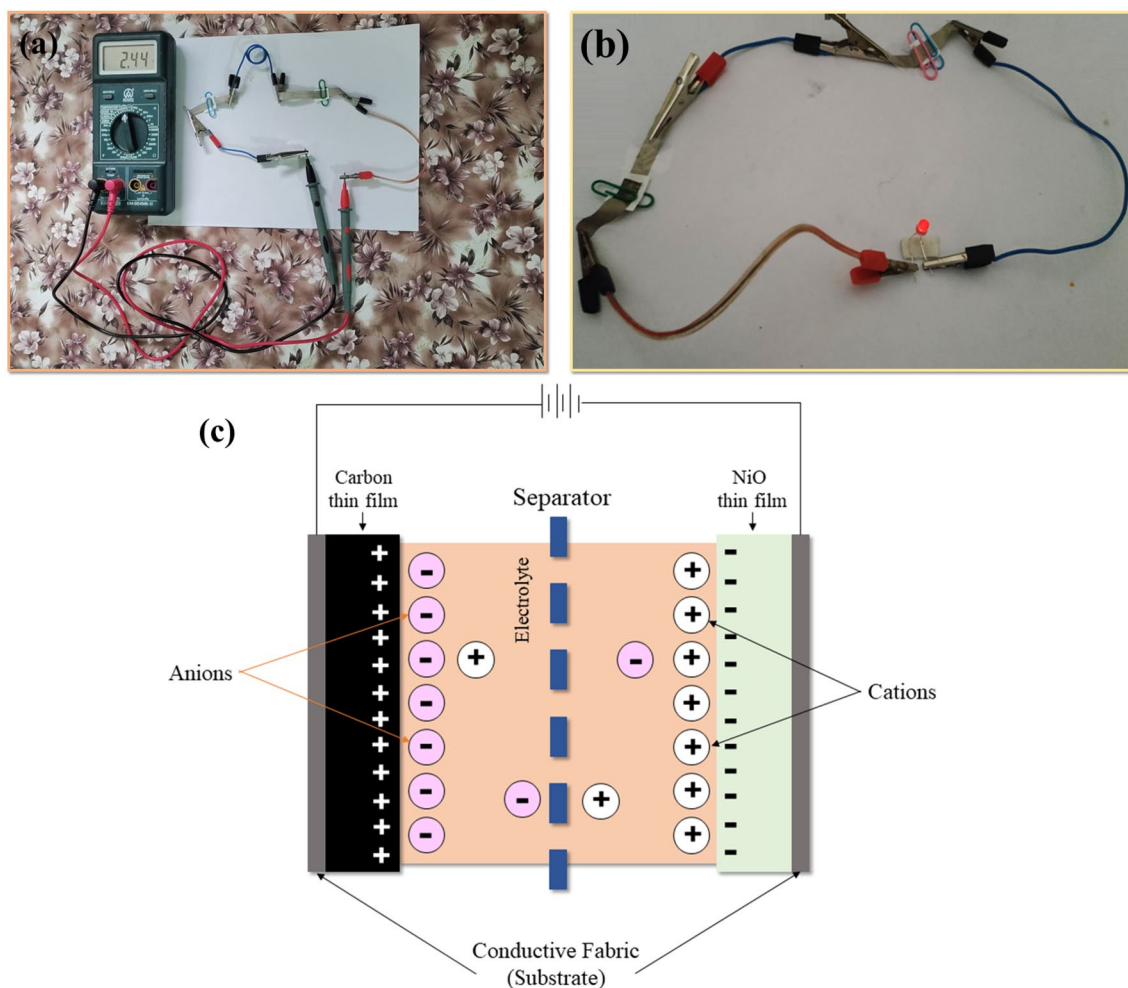 (a)
2.44
(b)
(c)
Carbon
thin film
Separator
NiO
thin film
Electrolyte
Anions
Cations
Conductive Fabric
(Substrate)